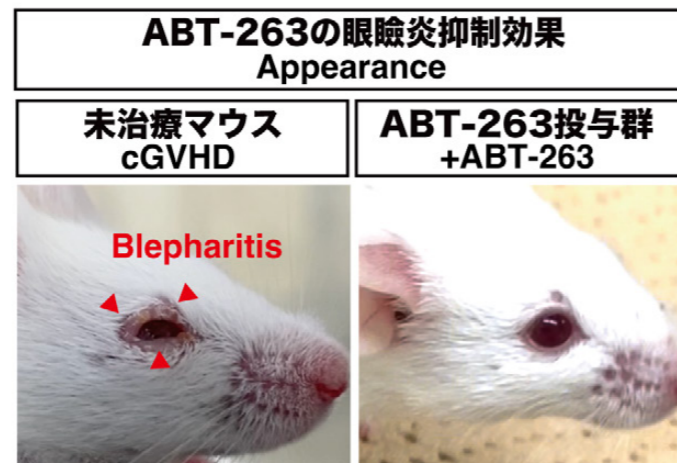 ABT-263の眼瞼炎抑制効果
Appearance
未治療マウス
cGVHD
ABT-263投与群
+ABT-263
Blepharitis